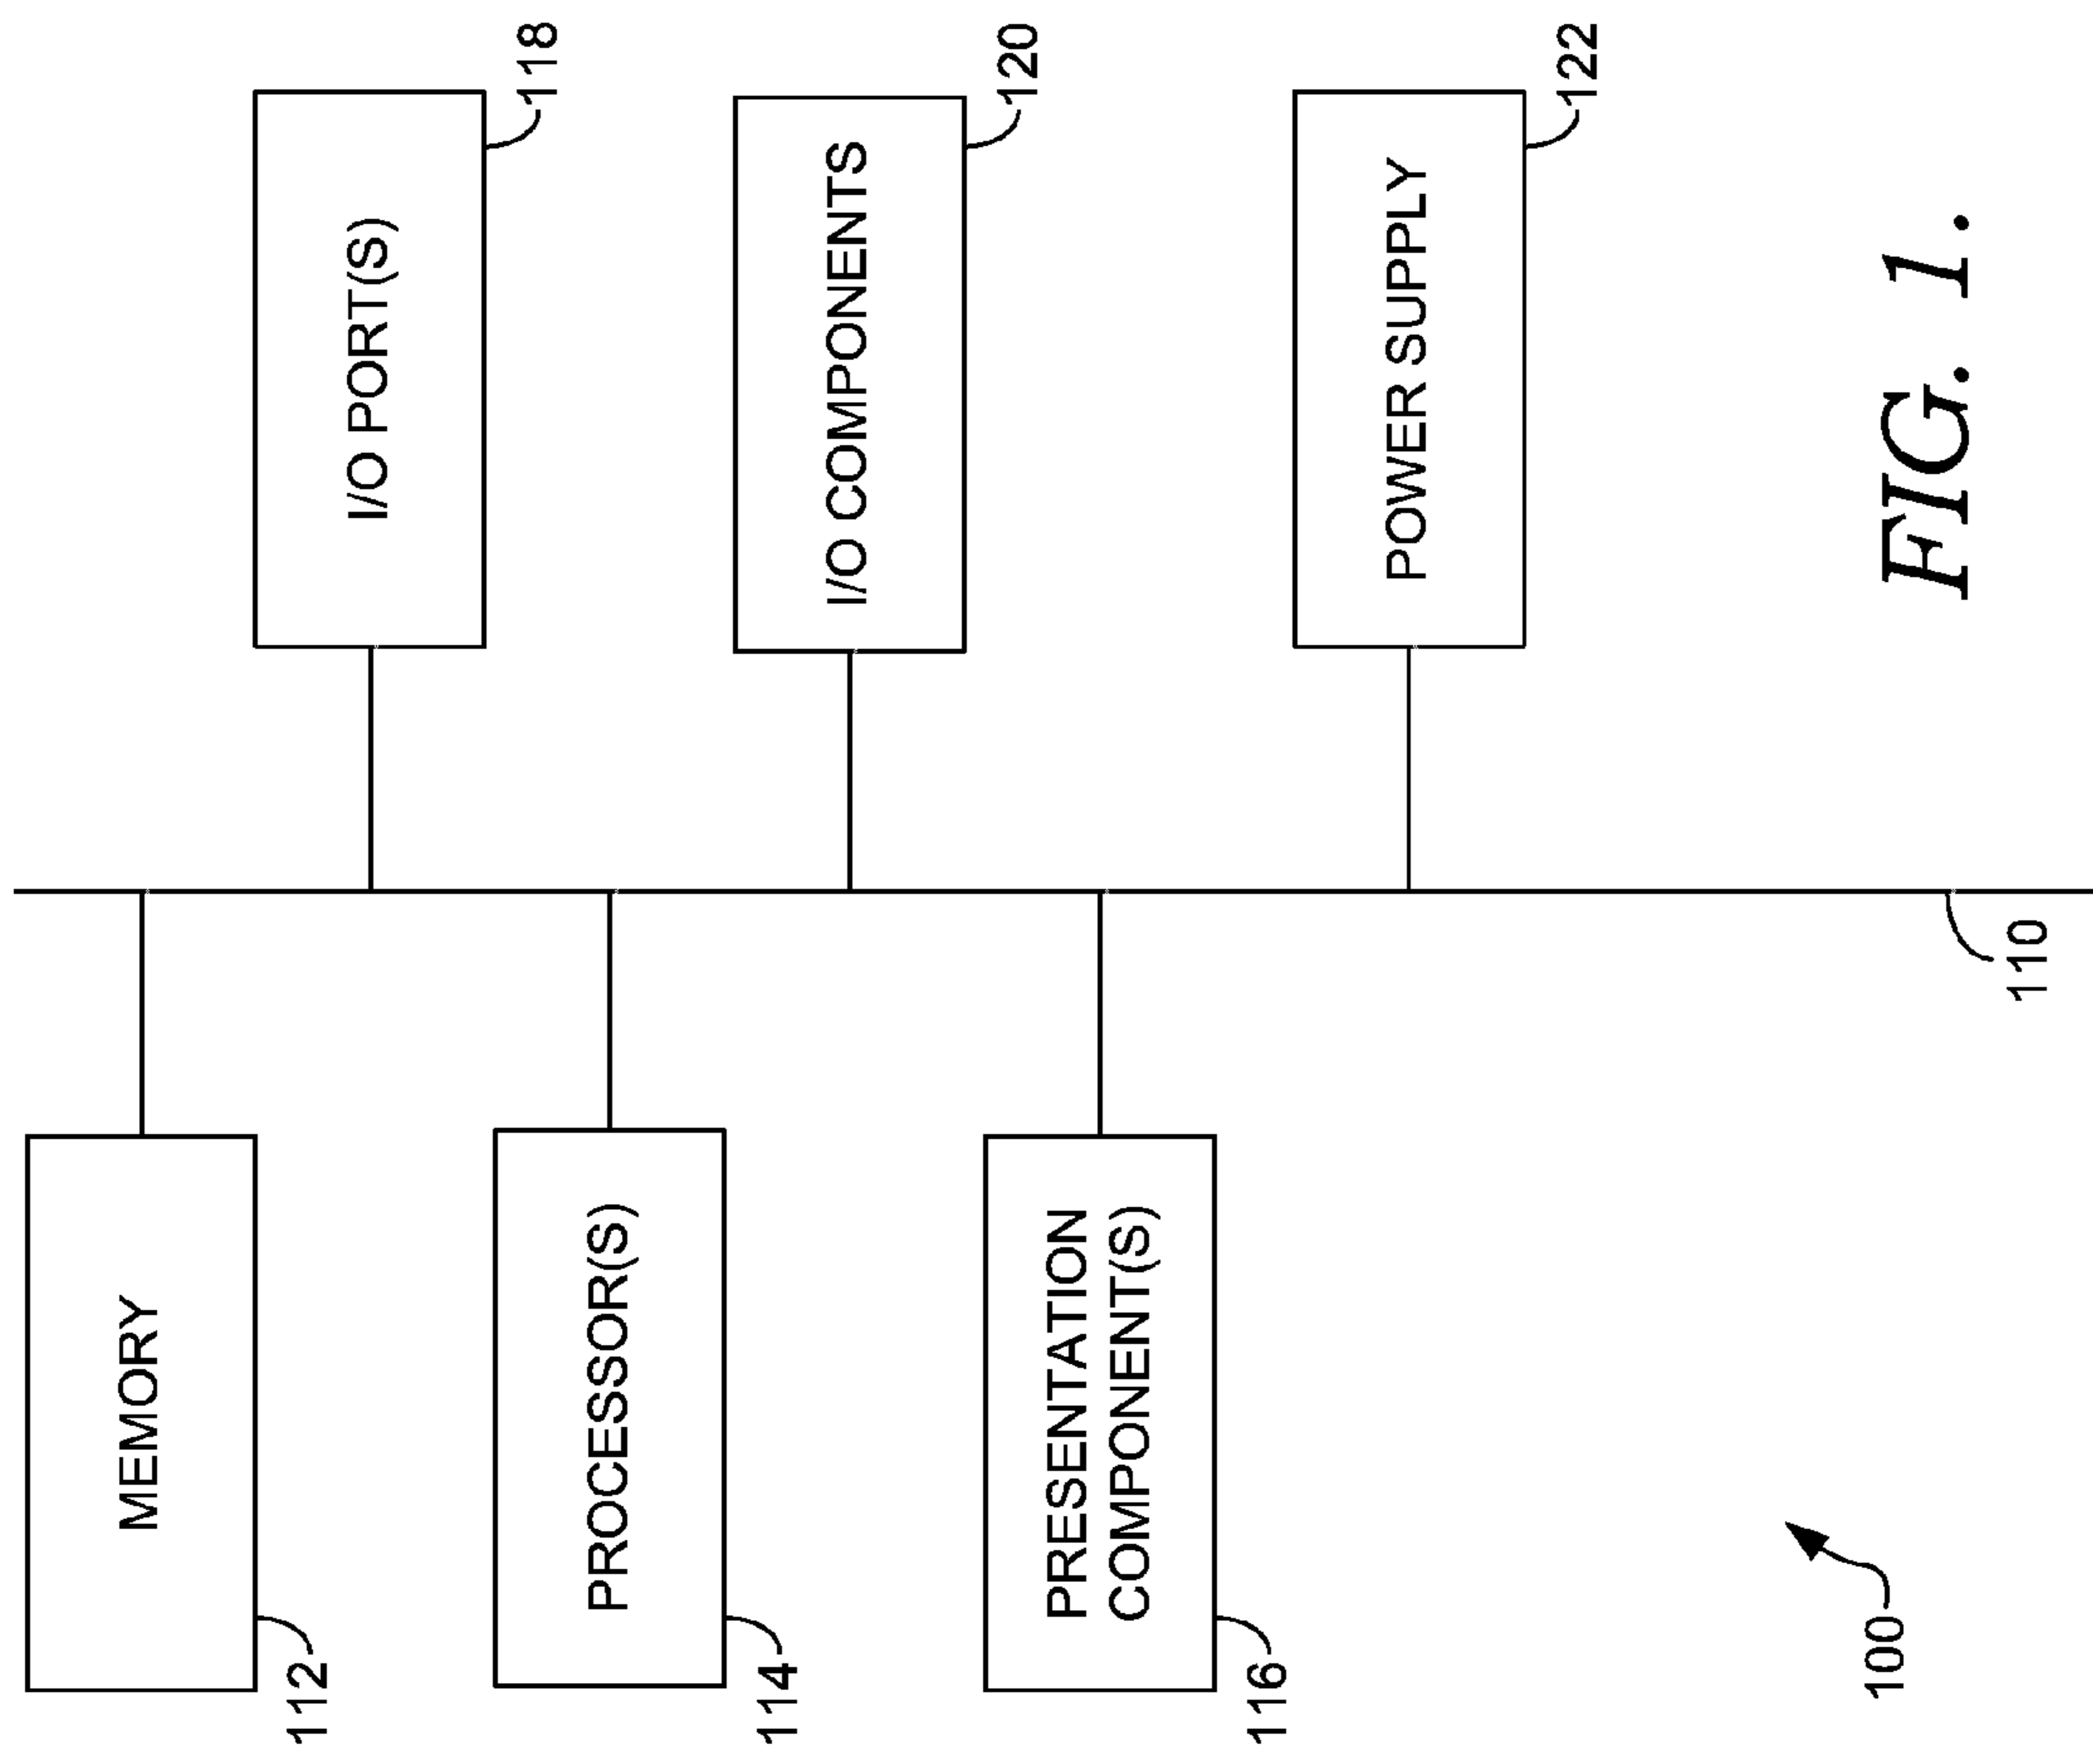 MEMORY
112
PROCESSOR(S)
114
PRESENTATION
COMPONENT(S)
116
100
I/O PORT(S)
118
I/O COMPONENTS
120
POWER SUPPLY
122
110
FIG. 1.